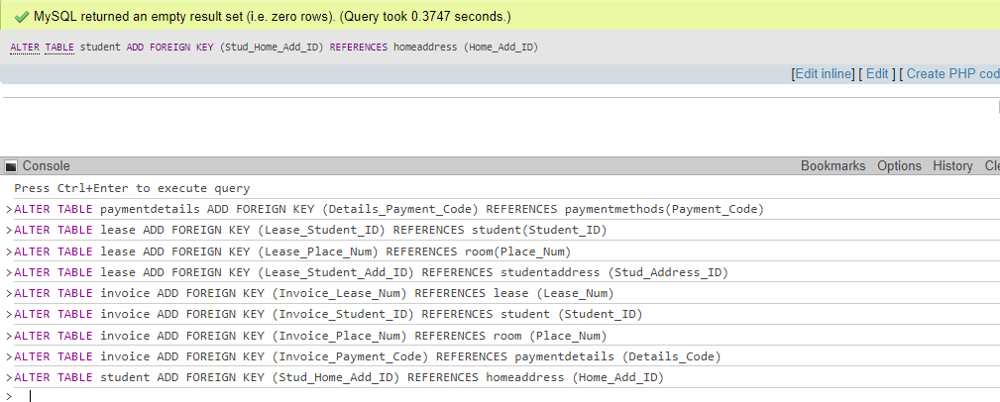 MySQL returned an empty result set (i.e. zero rows). (Query took 0.3747 seconds.)
ALTER TABLE student ADD FOREIGN KEY (Stud_Home_Add_ID) REFERENCES homeaddress (Home_Add_ID)
[Edit inline] [ Edit ] [ Create PHP cod
Console
Bookmarks Options History Cle
Press Ctrl+Enter to execute query
>ALTER TABLE paymentdetails ADD FOREIGN KEY (Details_Payment_Code) REFERENCES paymentmethods(Payment_Code)
>ALTER TABLE lease ADD FOREIGN KEY (Lease_Student_ID) REFERENCES student(Student_ID)
>ALTER TABLE lease ADD FOREIGN KEY (Lease_Place_Num) REFERENCES room(Place_Num)
>ALTER TABLE lease ADD FOREIGN KEY (Lease_Student_Add_ID) REFERENCES studentaddress (Stud_Address_ID)
>ALTER TABLE invoice ADD FOREIGN KEY (Invoice_Lease_Num) REFERENCES lease (Lease_Num)
>ALTER TABLE invoice ADD FOREIGN KEY (Invoice_Student_ID) REFERENCES student (Student_ID)
>ALTER TABLE invoice ADD FOREIGN KEY (Invoice_Place_Num) REFERENCES room (Place_Num)
>ALTER TABLE invoice ADD FOREIGN KEY (Invoice_Payment_Code) REFERENCES paymentdetails (Details_Code)
>ALTER TABLE student ADD FOREIGN KEY (Stud_Home_Add_ID) REFERENCES homeaddress (Home_Add_ID)
>